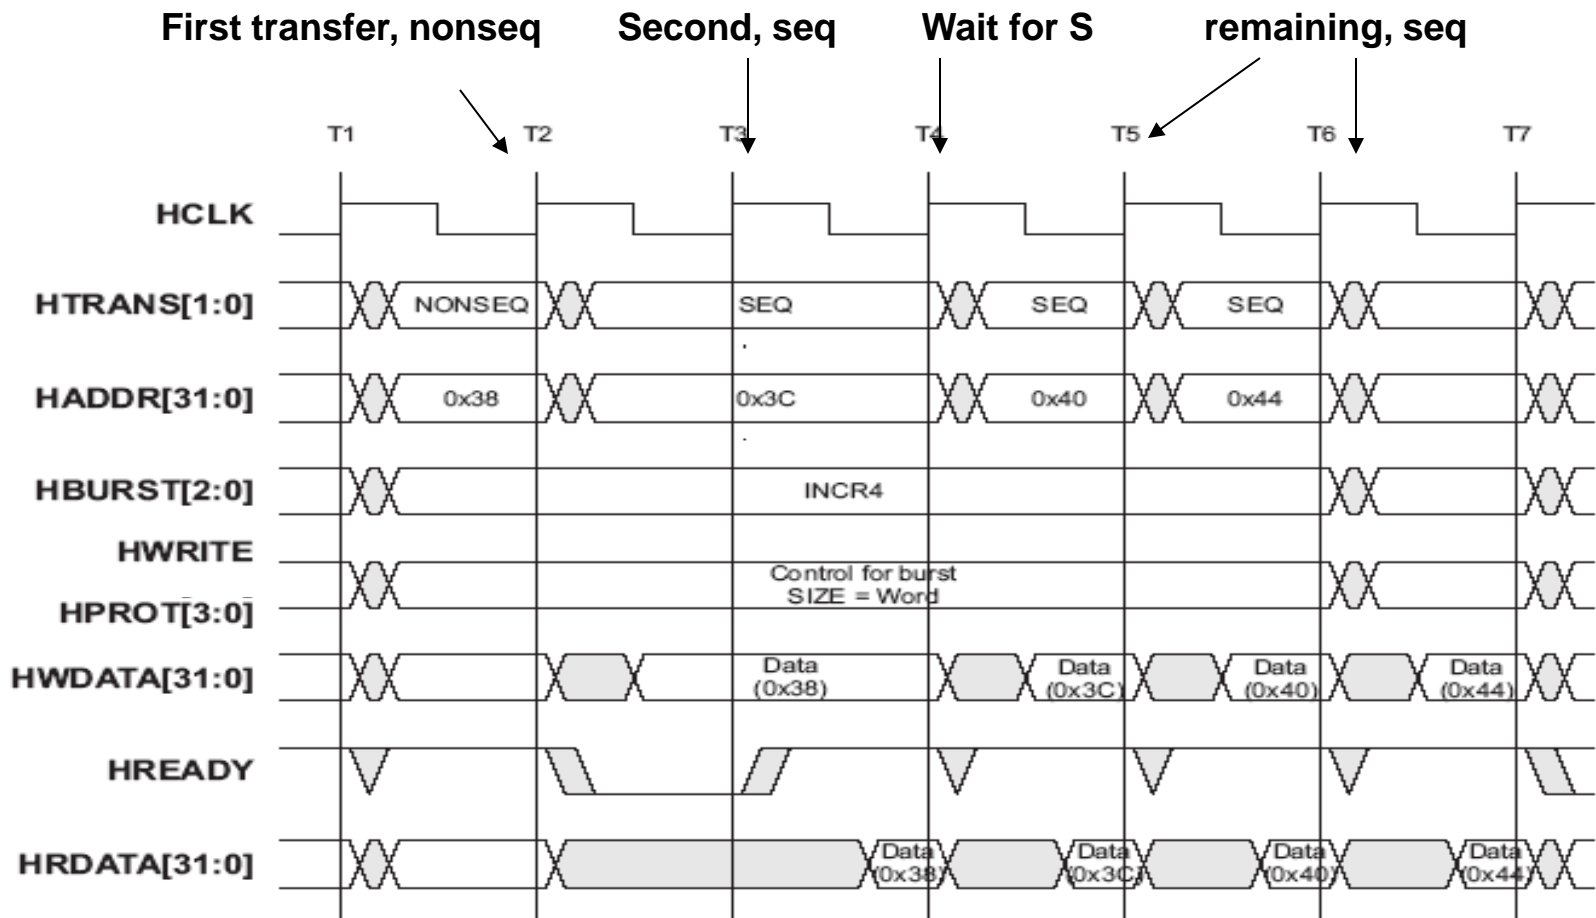 First transfer, nonseq Second, seq Wait for S remaining, seq
T1 T2 T3 T4 T5 T6 T7
HCLK
HTRANS[1:0] NONSEQ SEQ SEQ SEQ
HADDR[31:0] 0x38 0x3C 0x40 0x44
HBURST[2:0] INCR4
HWRITE
Control for burst
SIZE = Word
HPROT[3:0]
HWDATA[31:0] Data Data Data Data
(0x38) (0x3C) (0x40) (0x44)
HREADY
HRDATA[31:0] Data Data Data Data
(0x38) (0x3C) (0x40) (0x44)